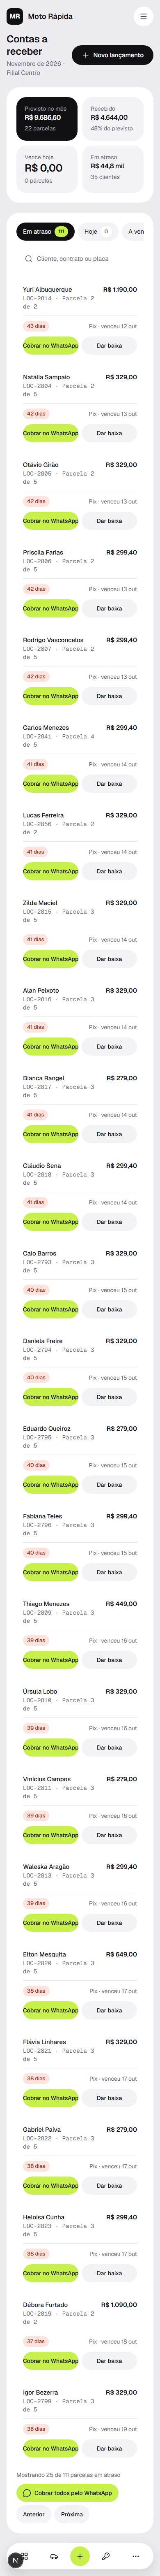 MR Moto Rápida
Contas a
receber
Novembro de 2026 ·
Filial Centro
Novo lançamento
Previsto no mês
R$ 9.686,60
22 parcelas
Recebido
R$ 4.644,00
48% do previsto
Vence hoje
R$ 0,00
0 parcelas
Em atraso
R$ 44,8 mil
35 clientes
Em atraso 111 Hoje 0 A ven
Cliente, contrato ou placa
Yuri Albuquerque R$ 1.190,00
LOC-2814 · Parcela 2
de 2
43 dias Pix · venceu 12 out
Cobrar no WhatsApp Dar baixa
Natália Sampaio R$ 329,00
LOC-2804 · Parcela 2
de 5
42 dias Pix · venceu 13 out
Cobrar no WhatsApp Dar baixa
Otávio Girão R$ 329,00
LOC-2805 · Parcela 2
de 5
42 dias Pix · venceu 13 out
Cobrar no WhatsApp Dar baixa
Priscila Farias R$ 299,40
LOC-2806 · Parcela 2
de 5
42 dias Pix · venceu 13 out
Cobrar no WhatsApp Dar baixa
Rodrigo Vasconcelos R$ 299,40
LOC-2807 · Parcela 2
de 5
42 dias Pix · venceu 13 out
Cobrar no WhatsApp Dar baixa
Carlos Menezes R$ 299,40
LOC-2841 · Parcela 4
de 5
41 dias Pix · venceu 14 out
Cobrar no WhatsApp Dar baixa
Lucas Ferreira R$ 329,00
LOC-2856 · Parcela 2
de 2
41 dias Pix · venceu 14 out
Cobrar no WhatsApp Dar baixa
Zilda Maciel R$ 329,00
LOC-2815 · Parcela 3
de 5
41 dias Pix · venceu 14 out
Cobrar no WhatsApp Dar baixa
Alan Peixoto R$ 329,00
LOC-2816 · Parcela 3
de 5
41 dias Pix · venceu 14 out
Cobrar no WhatsApp Dar baixa
Bianca Rangel R$ 279,00
LOC-2817 · Parcela 3
de 5
41 dias Pix · venceu 14 out
Cobrar no WhatsApp Dar baixa
Cláudio Sena R$ 299,40
LOC-2818 · Parcela 3
de 5
41 dias Pix · venceu 14 out
Cobrar no WhatsApp Dar baixa
Caio Barros R$ 329,00
LOC-2793 · Parcela 3
de 5
40 dias Pix · venceu 15 out
Cobrar no WhatsApp Dar baixa
Daniela Freire R$ 329,00
LOC-2794 · Parcela 3
de 5
40 dias Pix · venceu 15 out
Cobrar no WhatsApp Dar baixa
Eduardo Queiroz R$ 279,00
LOC-2795 · Parcela 3
de 5
40 dias Pix · venceu 15 out
Cobrar no WhatsApp Dar baixa
Fabiana Teles R$ 299,40
LOC-2796 · Parcela 3
de 5
40 dias Pix · venceu 15 out
Cobrar no WhatsApp Dar baixa
Thiago Menezes R$ 449,00
LOC-2809 · Parcela 3
de 5
39 dias Pix · venceu 16 out
Cobrar no WhatsApp Dar baixa
Úrsula Lobo R$ 329,00
LOC-2810 · Parcela 3
de 5
39 dias Pix · venceu 16 out
Cobrar no WhatsApp Dar baixa
Vinícius Campos R$ 279,00
LOC-2811 · Parcela 3
de 5
39 dias Pix · venceu 16 out
Cobrar no WhatsApp Dar baixa
Waleska Aragão R$ 299,40
LOC-2813 · Parcela 3
de 5
39 dias Pix · venceu 16 out
Cobrar no WhatsApp Dar baixa
Elton Mesquita R$ 649,00
LOC-2820 · Parcela 3
de 5
38 dias Pix · venceu 17 out
Cobrar no WhatsApp Dar baixa
Flávia Linhares R$ 329,00
LOC-2821 · Parcela 3
de 5
38 dias Pix · venceu 17 out
Cobrar no WhatsApp Dar baixa
Gabriel Paiva R$ 279,00
LOC-2822 · Parcela 3
de 5
38 dias Pix · venceu 17 out
Cobrar no WhatsApp Dar baixa
Heloísa Cunha R$ 299,40
LOC-2823 · Parcela 3
de 5
38 dias Pix · venceu 17 out
Cobrar no WhatsApp Dar baixa
Débora Furtado R$ 1.090,00
LOC-2819 · Parcela 2
de 2
37 dias Pix · venceu 18 out
Cobrar no WhatsApp Dar baixa
Igor Bezerra R$ 329,00
LOC-2799 · Parcela 3
de 5
36 dias Pix · venceu 19 out
Cobrar no WhatsApp Dar baixa
Mostrando 25 de 111 parcelas em atraso
Cobrar todos pelo WhatsApp
Anterior Próxima
N